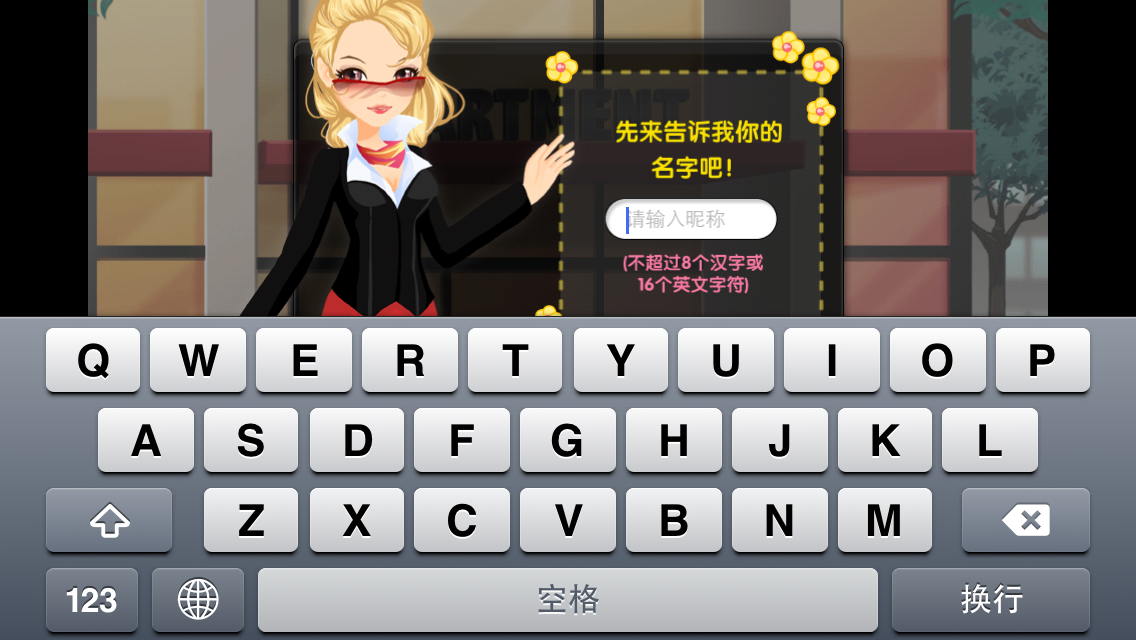 ARTMENT
先来告诉我你的
名字吧!
请输入昵称
(不超过8个汉字或
16个英文字符)
Q W E R T Y U I O P
A S D F G H J K L
Z X C V B N M
123 空格 换行